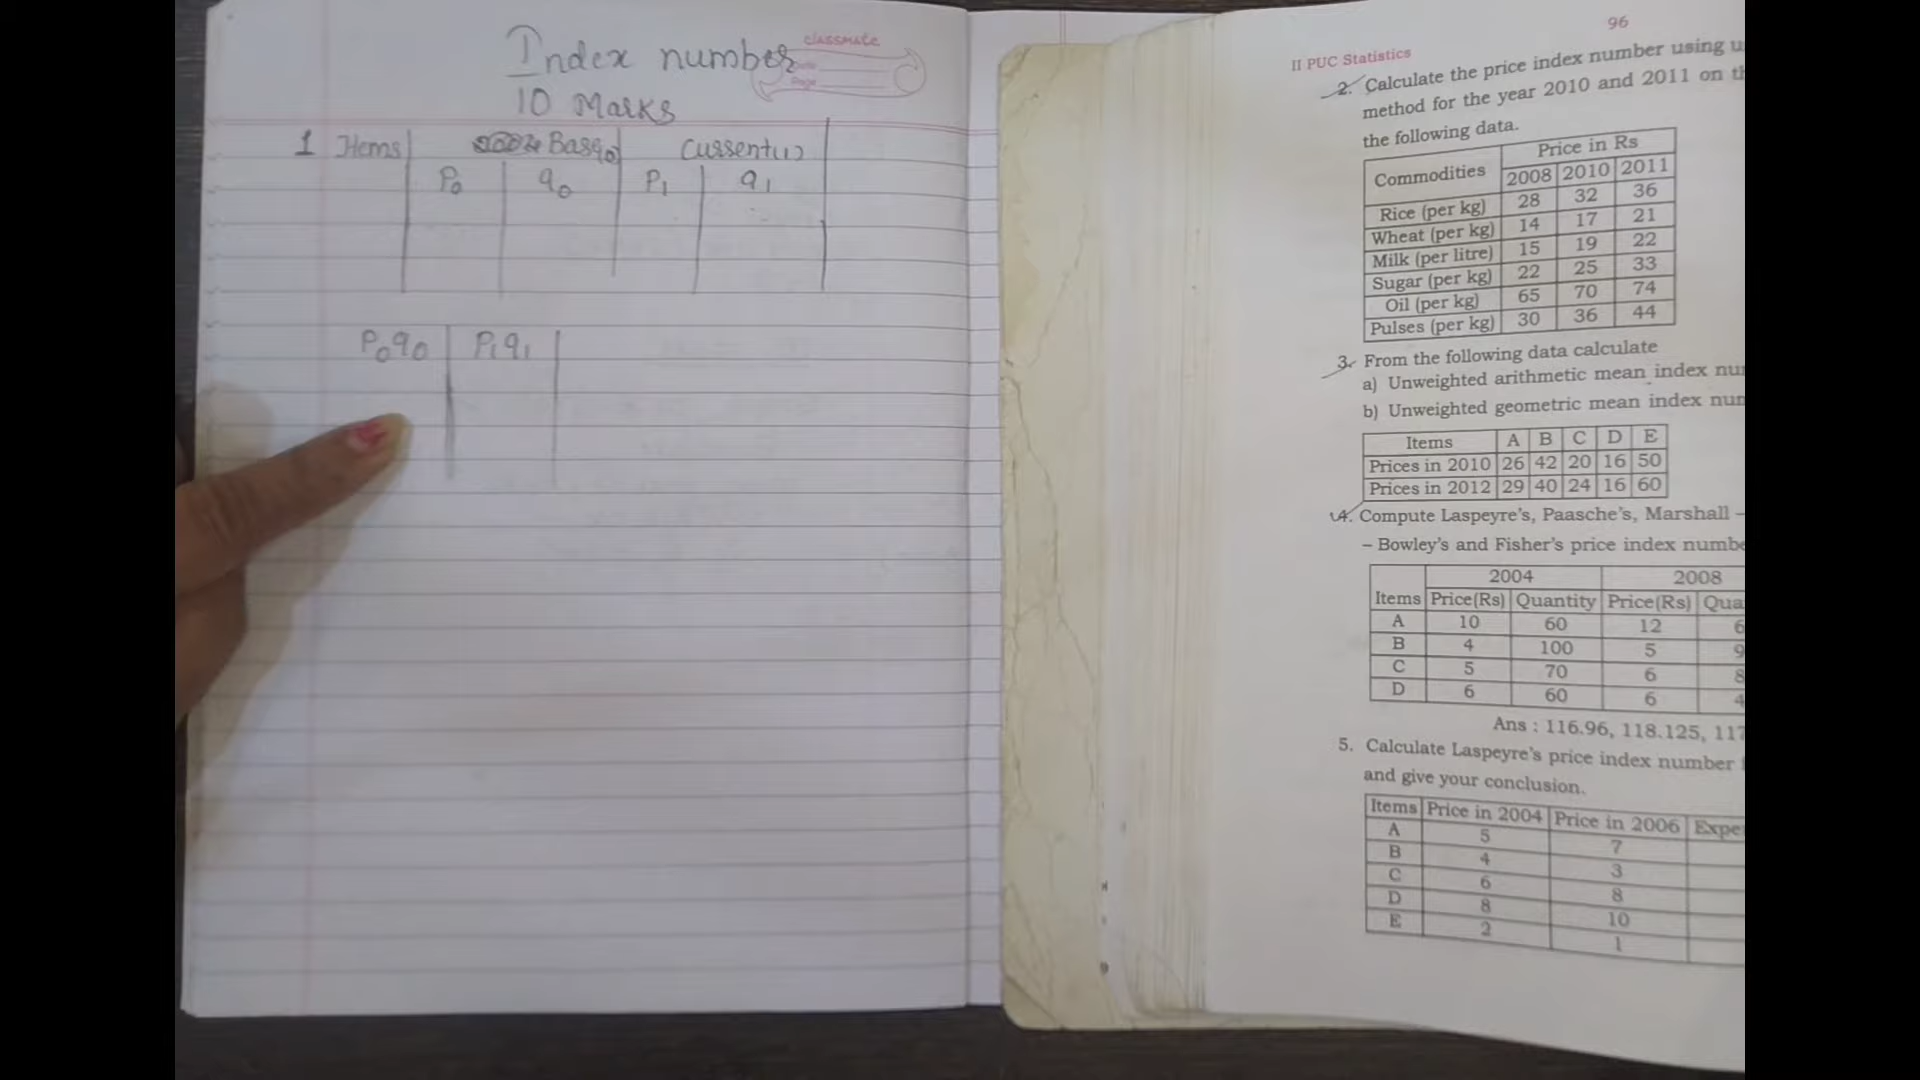 Index number
classmate
Date
Page
10 Marks
1 Items Base(0) Current(1)
P0 q0 P1 q1
P0q0 P1q1
96
II PUC Statistics
2. Calculate the price index number using
method for the year 2010 and 2011 on
the following data.
Commodities Price in Rs
2008 2010 2011
Rice (per kg) 28 32 36
Wheat (per kg) 14 17 21
Milk (per litre) 15 19 22
Sugar (per kg) 22 25 33
Oil (per kg) 65 70 74
Pulses (per kg) 30 36 44
3. From the following data calculate
a) Unweighted arithmetic mean index
b) Unweighted geometric mean index
Items A B C D E
Prices in 2010 26 42 20 16 50
Prices in 2012 29 40 24 16 60
4. Compute Laspeyre's, Paasche's, Marshall –
– Bowley's and Fisher's price index
2004 2008
Items Price(Rs) Quantity Price(Rs)
A 10 60 12
B 4 100 5
C 5 70 6
D 6 60 6
Ans : 116.96, 118.125,
5. Calculate Laspeyre's price index number
and give your conclusion.
Items Price in 2004 Price in 2006
A 5 7
B 4 3
C 6 8
D 8 10
E 2 1